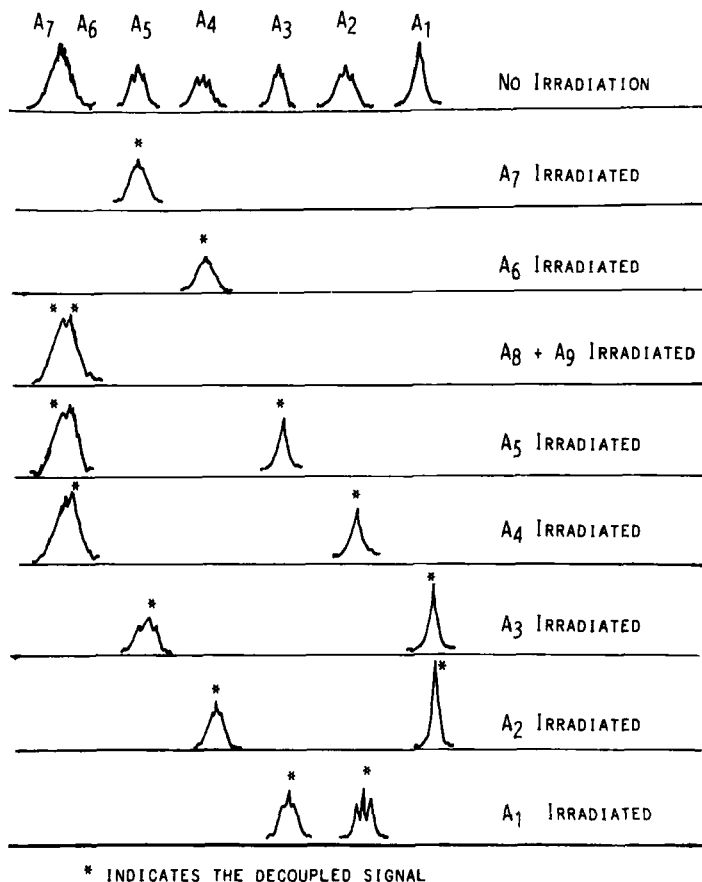 A7 A6 A5 A4 A3 A2 A1
NO IRRADIATION
*
A7 IRRADIATED
*
A6 IRRADIATED
* *
A8 + A9 IRRADIATED
* *
A5 IRRADIATED
* *
A4 IRRADIATED
* *
A3 IRRADIATED
* *
A2 IRRADIATED
* *
A1 IRRADIATED
* INDICATES THE DECOUPLED SIGNAL